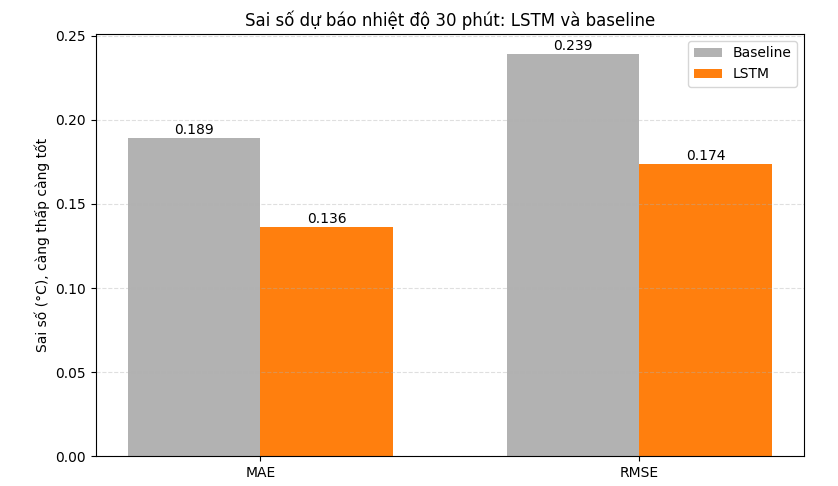 Sai số dự báo nhiệt độ 30 phút: LSTM và baseline
Sai số (°C), càng thấp càng tốt
0.25
0.20
0.15
0.10
0.05
0.00
0.189
0.136
0.239
0.174
Baseline
LSTM
MAE
RMSE